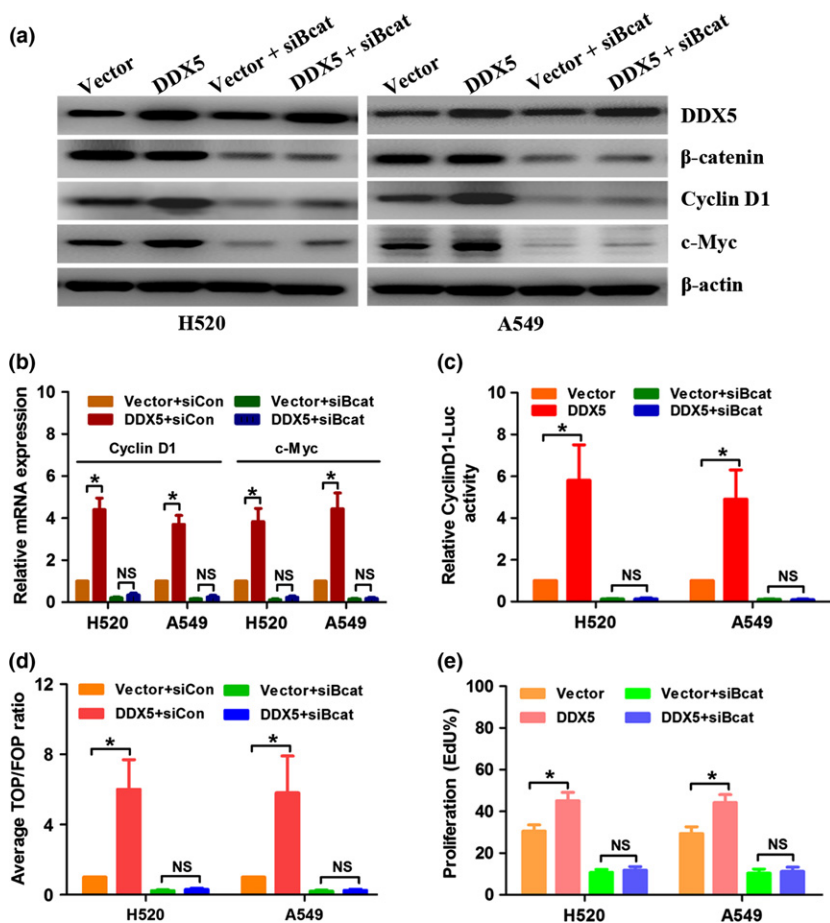 (a)
Vector DDX5 Vector + siBcat DDX5 + siBcat Vector DDX5 Vector + siBcat DDX5 + siBcat
DDX5
β-catenin
Cyclin D1
c-Myc
β-actin
H520 A549
(b)
Vector+siCon Vector+siBcat
DDX5+siCon DDX5+siBcat
Relative mRNA expression
10
8
6
4
2
0
Cyclin D1 c-Myc
* * * *
NS NS NS NS
H520 A549 H520 A549
(c)
Vector Vector+siBcat
DDX5 DDX5+siBcat
Relative CyclinD1-Luc
activity
10
8
6
4
2
0
* *
NS NS
H520 A549
(d)
Vector+siCon Vector+siBcat
DDX5+siCon DDX5+siBcat
Average TOP/FOP ratio
12
8
4
0
* *
NS NS
H520 A549
(e)
Vector Vector+siBcat
DDX5 DDX5+siBcat
Proliferation (EdU%)
100
80
60
40
20
0
* *
NS NS
H520 A549